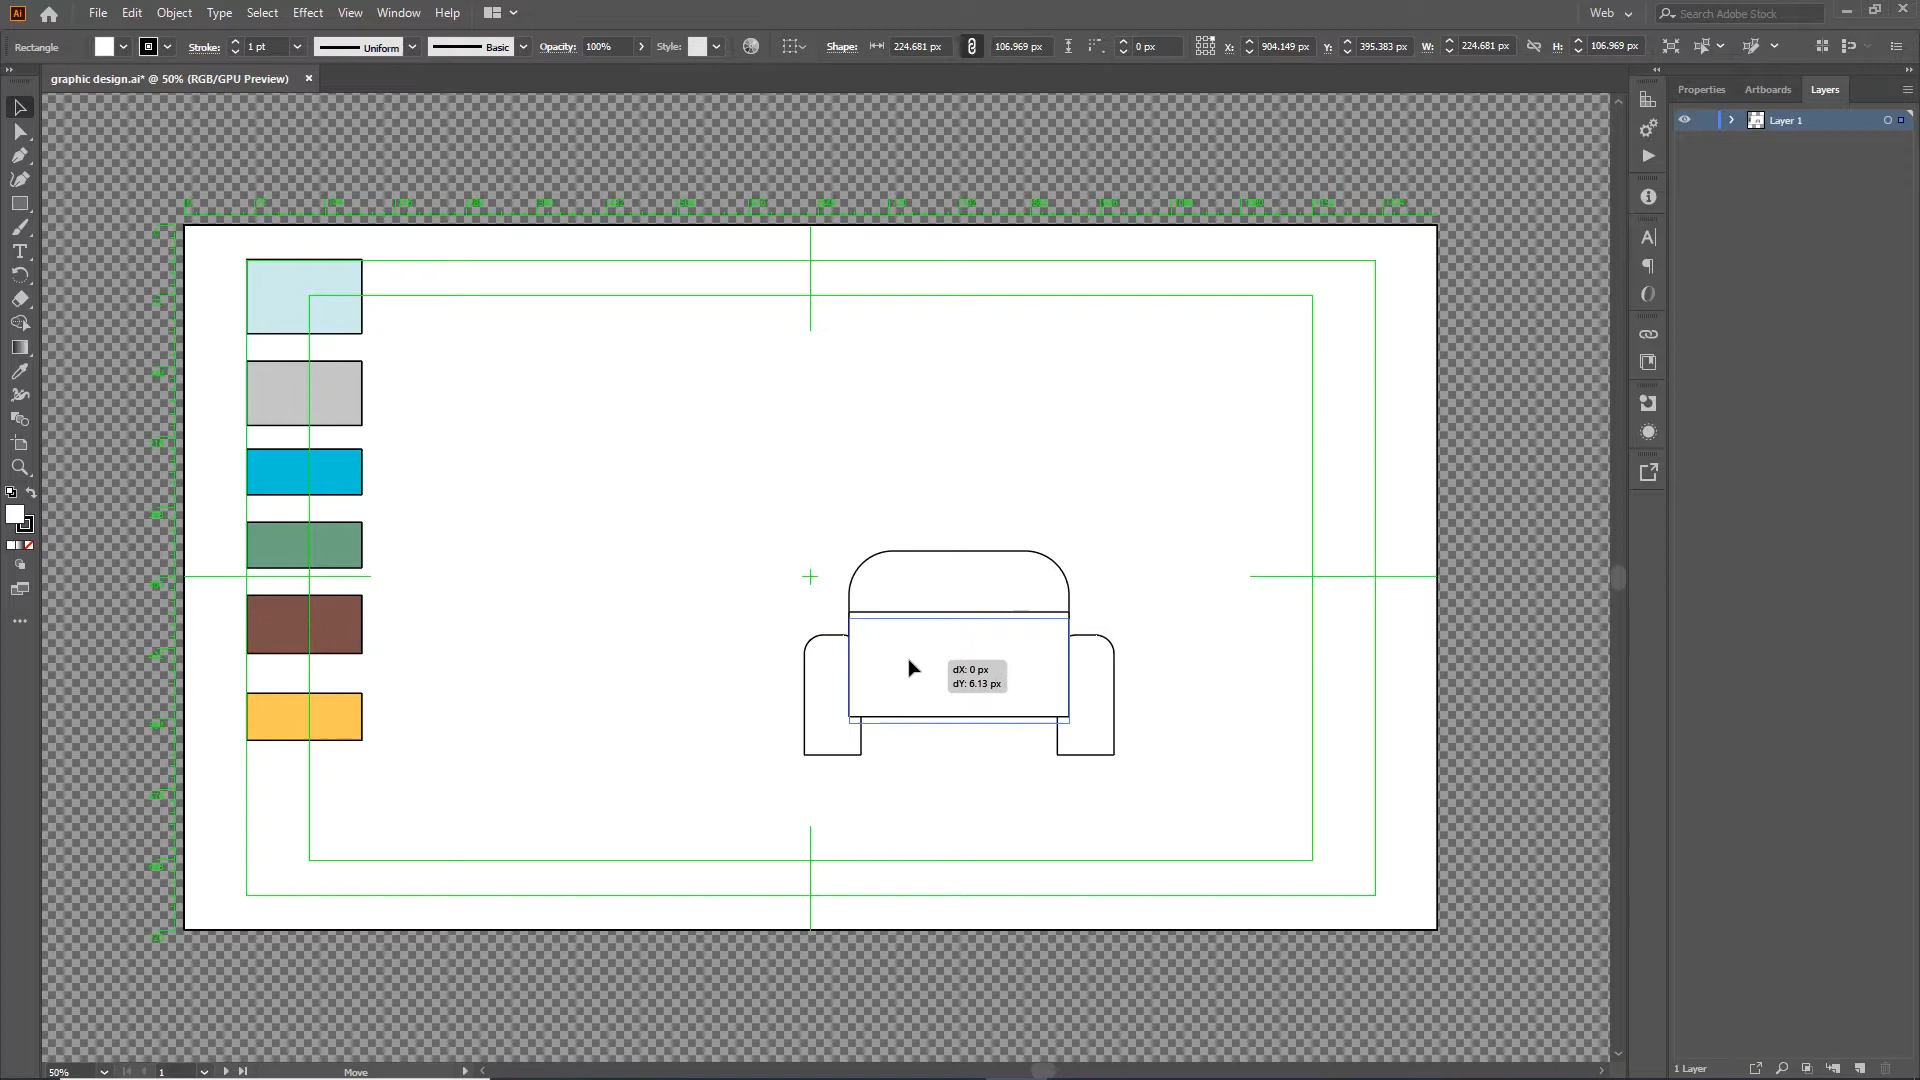 Ai File Edit Object Type Select Effect View Window Help Web Search Adobe Stock
Rectangle Stroke: 1 pt Uniform Basic Opacity: 100% Style: Shape: 224.681 px 106.969 px 0 px X: 904.149 px Y: 395.383 px W: 224.681 px H: 106.969 px
graphic design.ai* @ 50% (RGB/GPU Preview) ×
Properties Artboards Layers
Layer 1
dX: 0 px
dY: 6.13 px
50% 1 Move 1 Layer